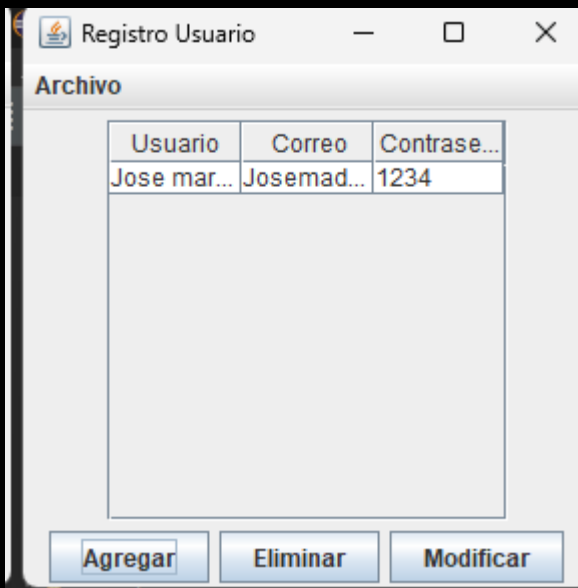 Registro Usuario
Archivo
Usuario Correo Contrase...
Jose mar... Josemad... 1234
Agregar Eliminar Modificar